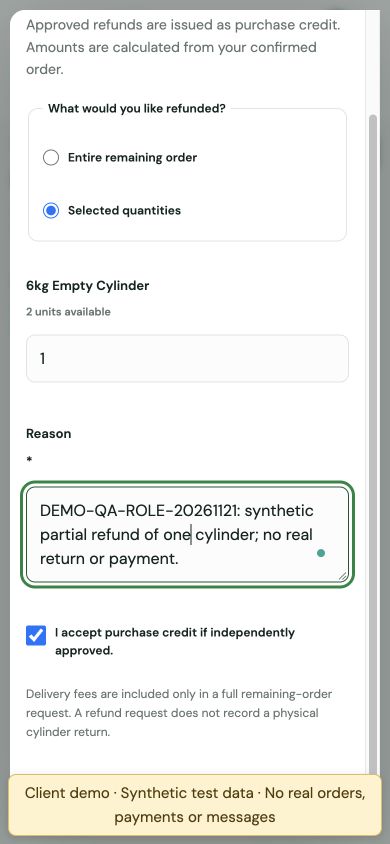 Approved refunds are issued as purchase credit.
Amounts are calculated from your confirmed
order.
What would you like refunded?
Entire remaining order
Selected quantities
6kg Empty Cylinder
2 units available
1
Reason
*
DEMO-QA-ROLE-20261121: synthetic
partial refund of one cylinder; no real
return or payment.
I accept purchase credit if independently
approved.
Delivery fees are included only in a full remaining-order
request. A refund request does not record a physical
cylinder return.
Client demo · Synthetic test data · No real orders,
payments or messages